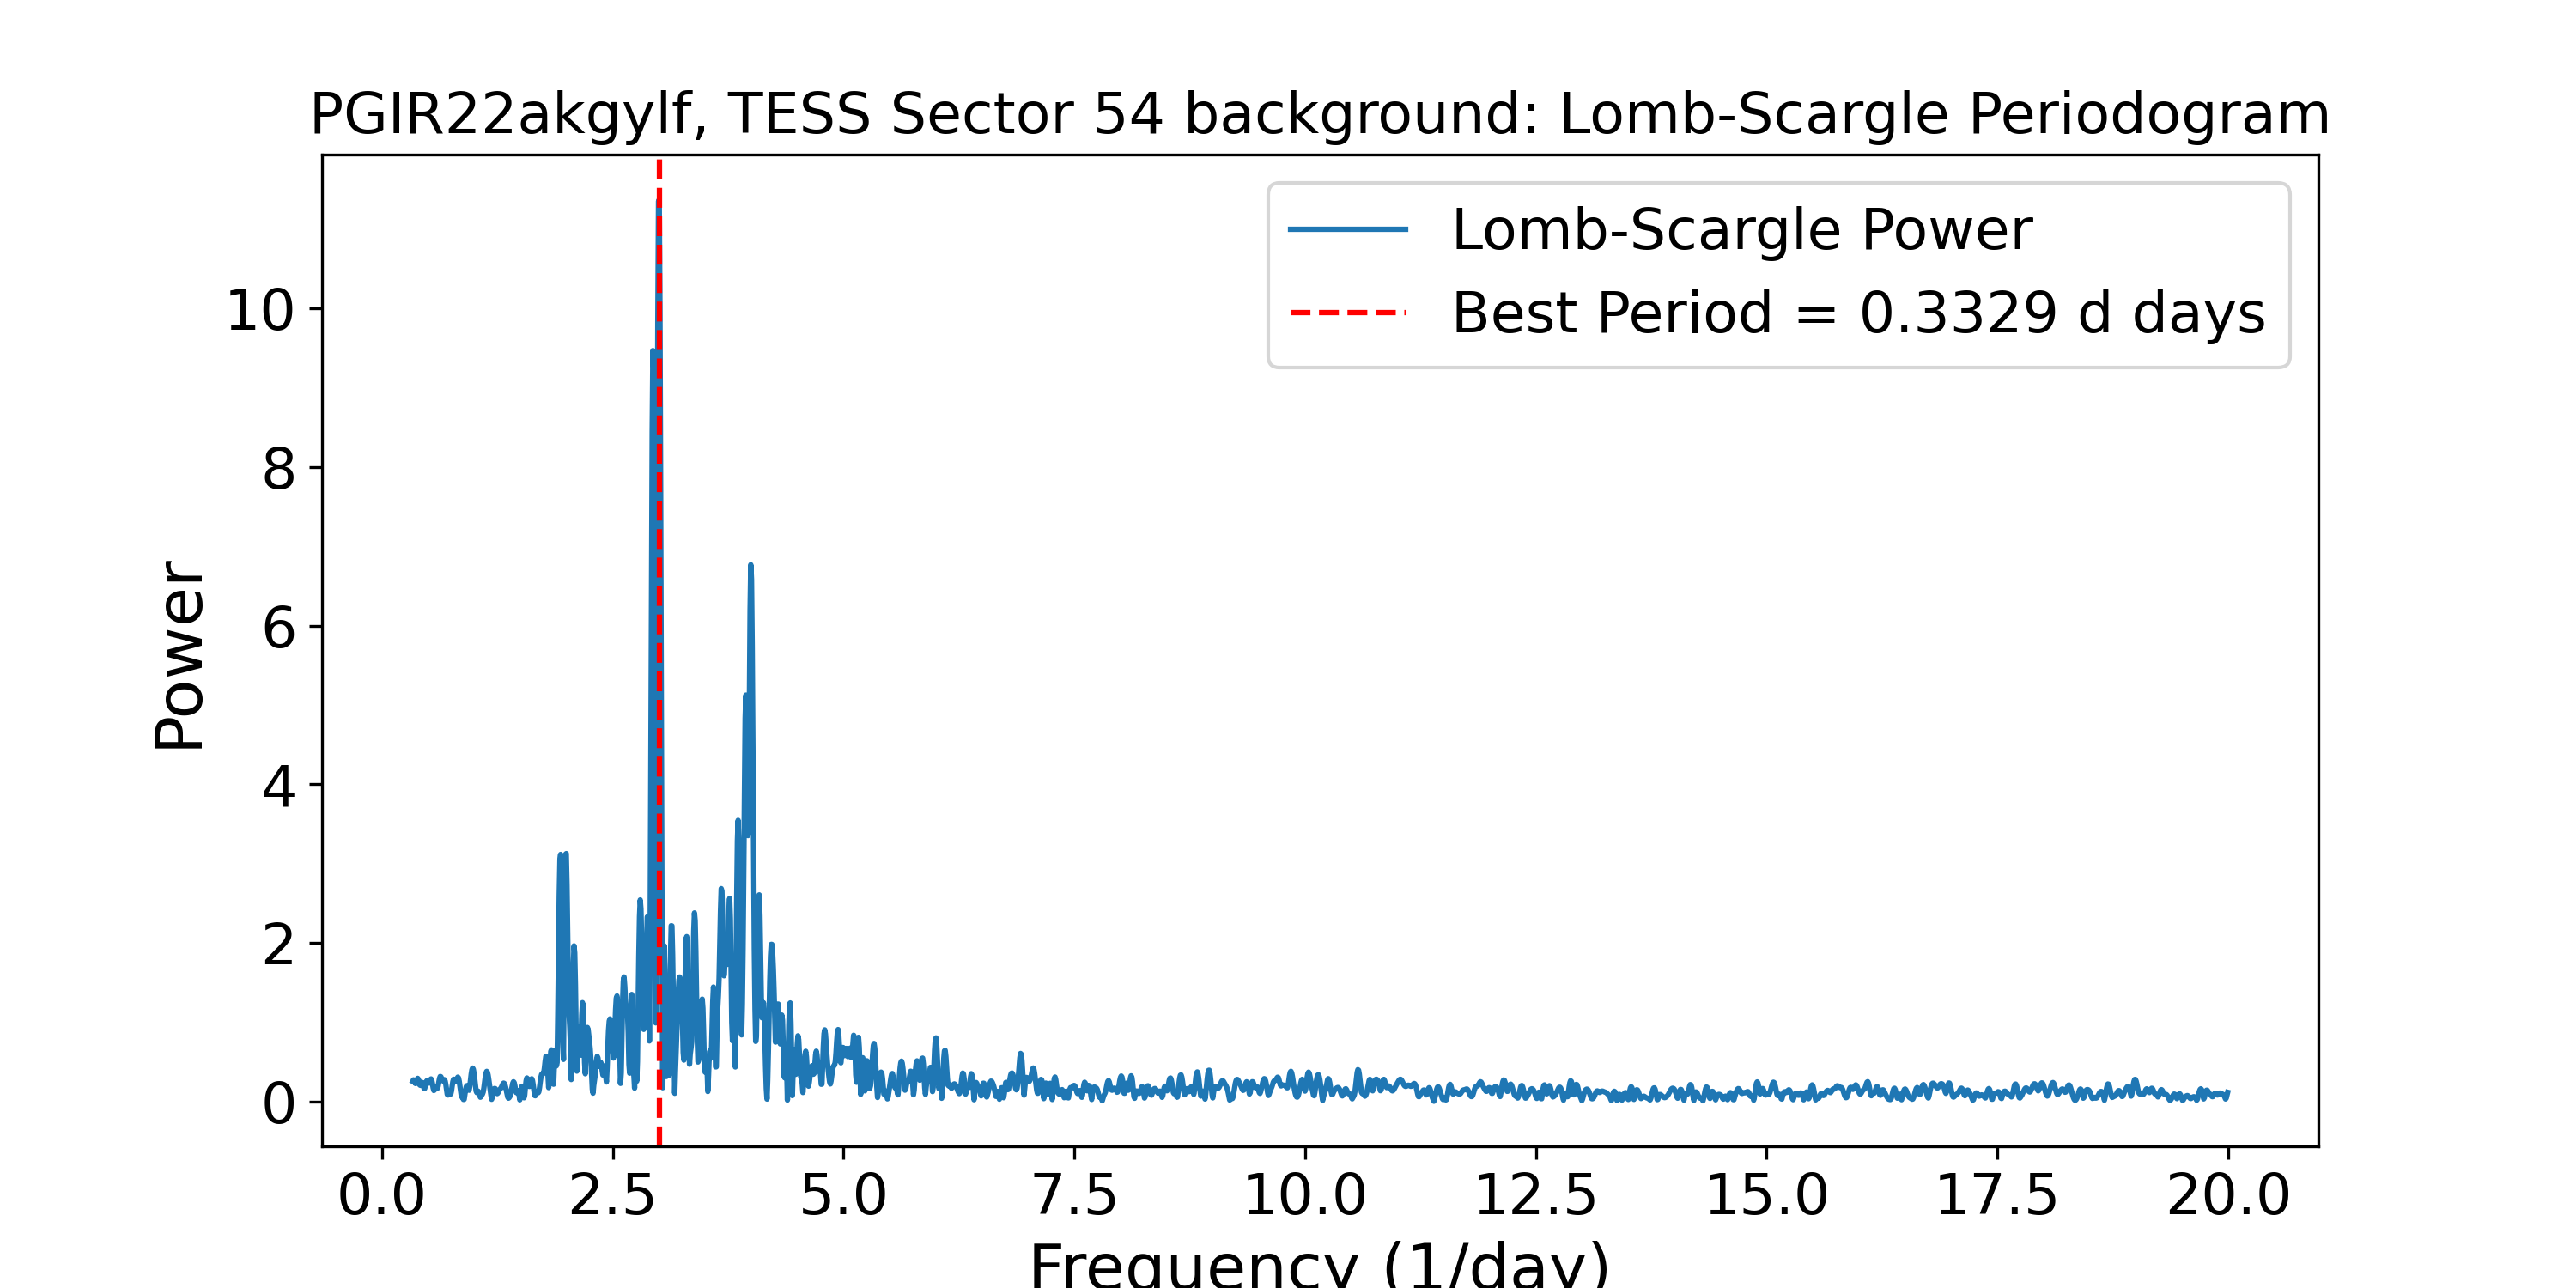 PGIR22akgylf, TESS Sector 54 background: Lomb-Scargle Periodogram
Lomb-Scargle Power
Best Period = 0.3329 d days
Power
10
8
6
4
2
0
0.0 2.5 5.0 7.5 10.0 12.5 15.0 17.5 20.0
Frequency (1/day)